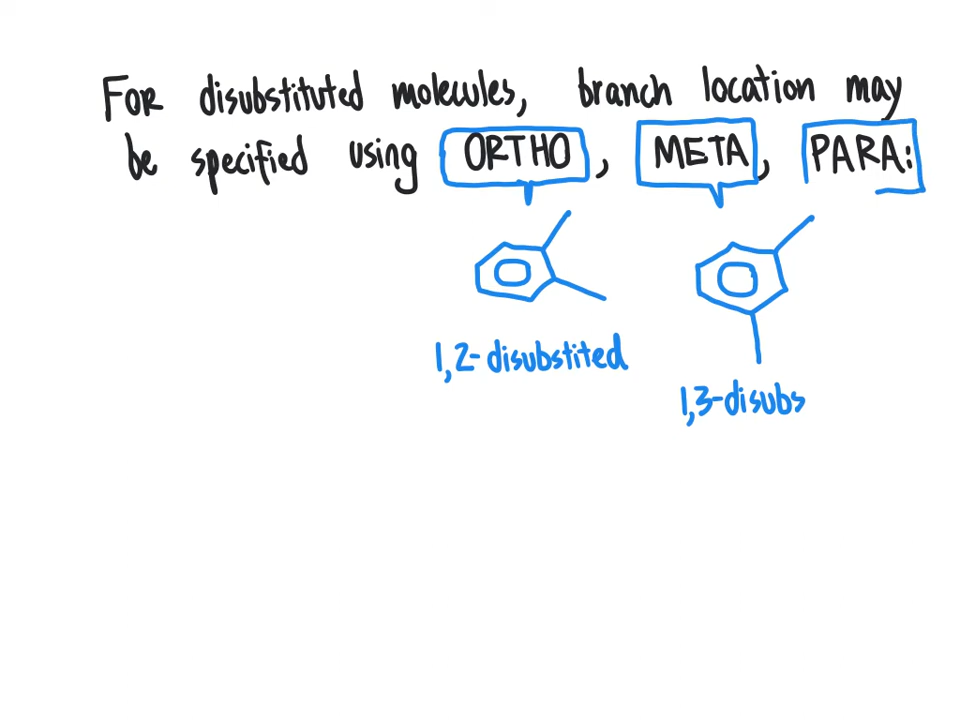 For disubstituted molecules, branch location may
be specified using ORTHO, META, PARA:
1,2-disubstited
1,3-disubs